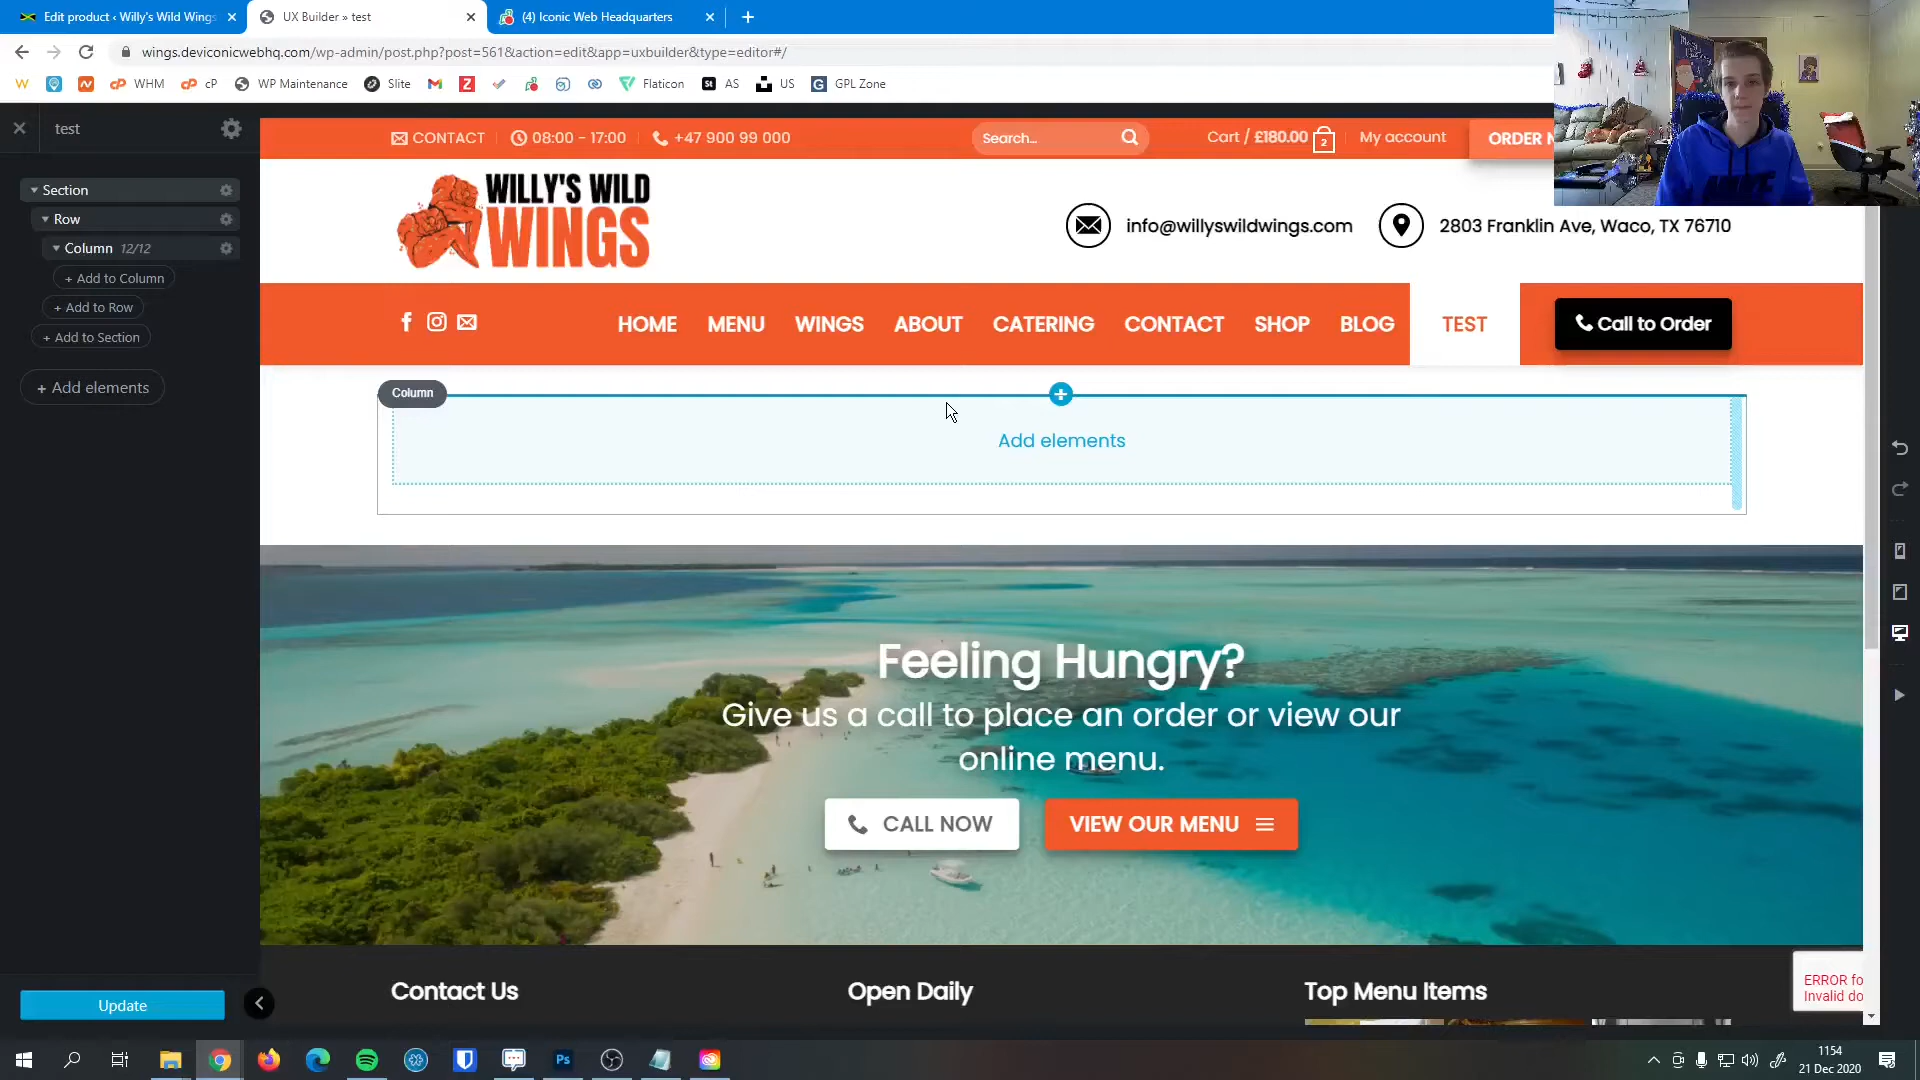 Edit product ‹ Willy's Wild Wings
UX Builder » test
(4) Iconic Web Headquarters
wings.deviconicwebhq.com/wp-admin/post.php?post=561&action=edit&app=uxbuilder&type=editor#/
WHM
cP
WP Maintenance
Slite
Flaticon
AS
US
GPL Zone
test
Section
Row
Column 12/12
+ Add to Column
+ Add to Row
+ Add to Section
+ Add elements
Update
CONTACT
08:00 - 17:00
+47 900 99 000
Search...
Cart / £180.00
2
My account
ORDER N
WILLY'S WILD
WINGS
info@willyswildwings.com
2803 Franklin Ave, Waco, TX 76710
HOME
MENU
WINGS
ABOUT
CATERING
CONTACT
SHOP
BLOG
TEST
Call to Order
Column
Add elements
Feeling Hungry?
Give us a call to place an order or view our
online menu.
CALL NOW
VIEW OUR MENU
Contact Us
Open Daily
Top Menu Items
ERROR fo
Invalid do
1154
21 Dec 2020